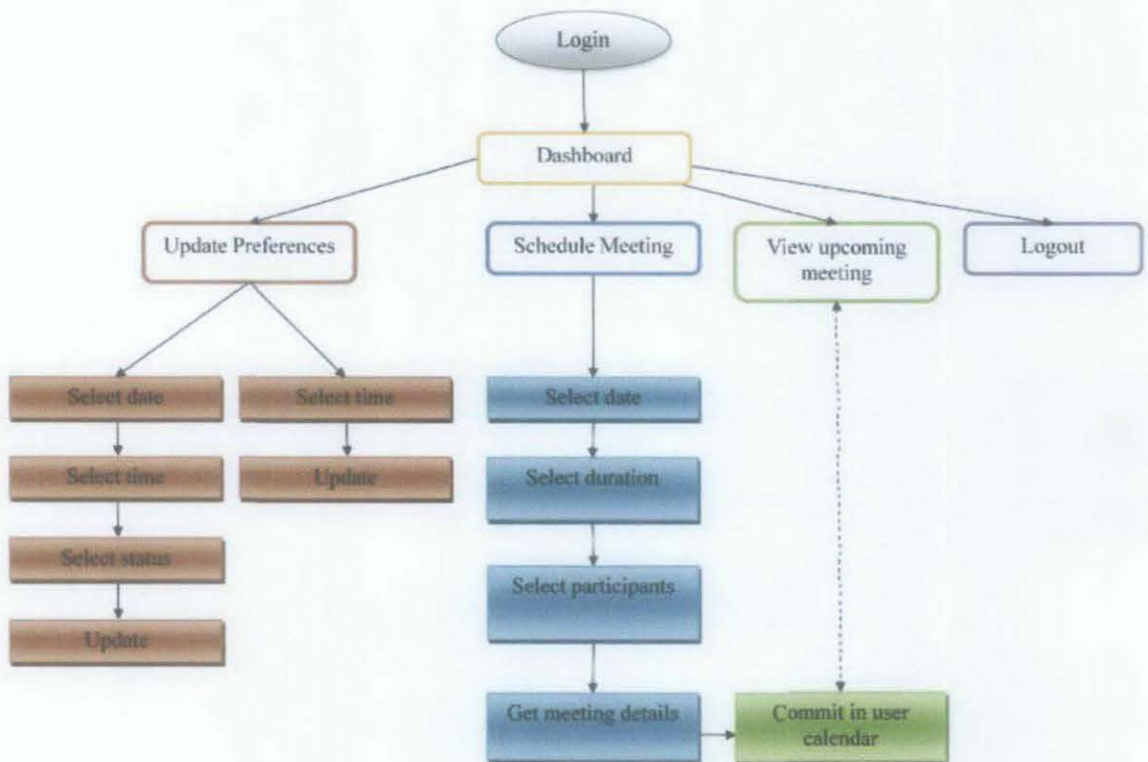 Login
Dashboard
Update Preferences
Schedule Meeting
View upcoming
meeting
Logout
Select date
Select time
Select date
Select time
Update
Select duration
Select status
Select participants
Update
Get meeting details
Commit in user
calendar